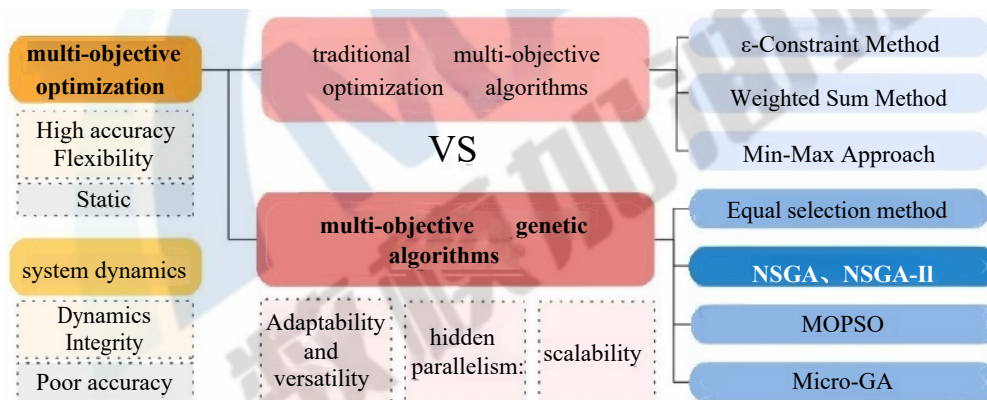 multi-objective
optimization
High accuracy
Flexibility
Static
system dynamics
Dynamics
Integrity
Poor accuracy
traditional multi-objective
optimization algorithms
VS
multi-objective genetic
algorithms
Adaptability
and
versatility
hidden
parallelism:
scalability
ε-Constraint Method
Weighted Sum Method
Min-Max Approach
Equal selection method
NSGA、NSGA-II
MOPSO
Micro-GA